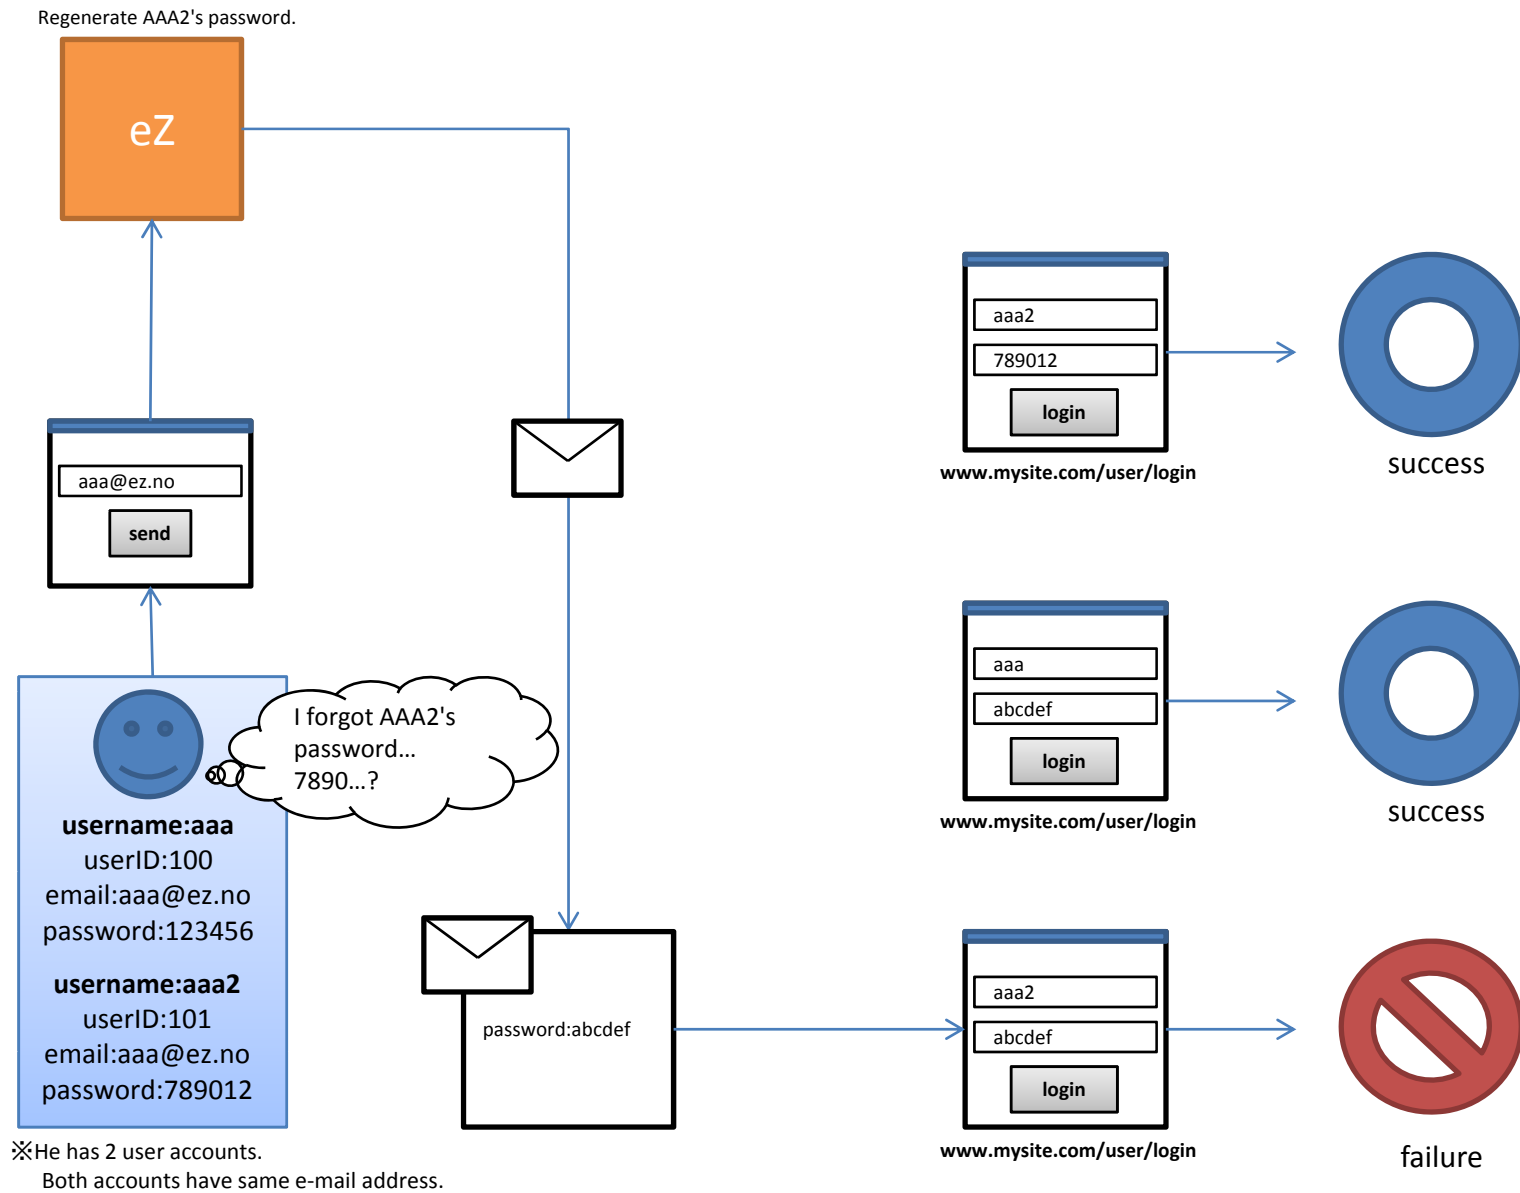 Regenerate AAA2's password.
eZ
aaa@ez.no
send
I forgot AAA2's
password...
7890...?
username:aaa
userID:100
email:aaa@ez.no
password:123456
username:aaa2
userID:101
email:aaa@ez.no
password:789012
※He has 2 user accounts.
Both accounts have same e-mail address.
password:abcdef
aaa2
789012
login
www.mysite.com/user/login
success
aaa
abcdef
login
www.mysite.com/user/login
success
aaa2
abcdef
login
www.mysite.com/user/login
failure